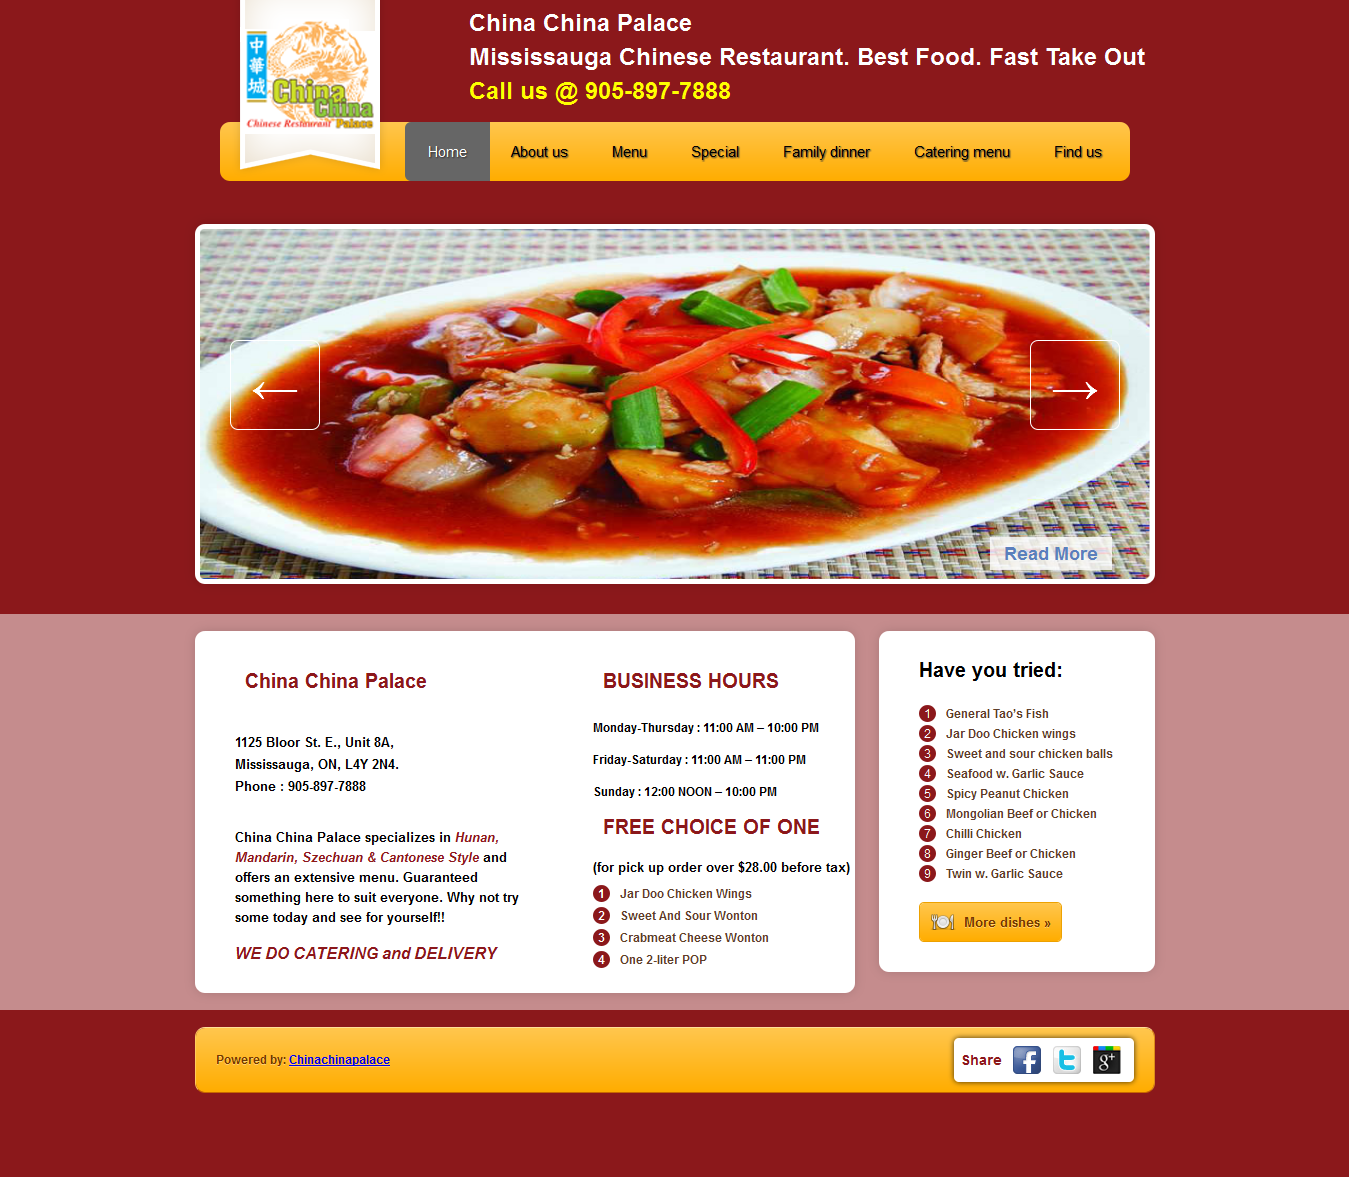 中華城
China
China
Chinese Restaurant Palace
China China Palace
Mississauga Chinese Restaurant. Best Food. Fast Take Out
Call us @ 905-897-7888
Home About us Menu Special Family dinner Catering menu Find us
←
→
Read More
China China Palace
1125 Bloor St. E., Unit 8A,
Mississauga, ON, L4Y 2N4.
Phone : 905-897-7888
China China Palace specializes in Hunan,
Mandarin, Szechuan & Cantonese Style and
offers an extensive menu. Guaranteed
something here to suit everyone. Why not try
some today and see for yourself!!
WE DO CATERING and DELIVERY
BUSINESS HOURS
Monday-Thursday : 11:00 AM – 10:00 PM
Friday-Saturday : 11:00 AM – 11:00 PM
Sunday : 12:00 NOON – 10:00 PM
FREE CHOICE OF ONE
(for pick up order over $28.00 before tax)
1 Jar Doo Chicken Wings
2 Sweet And Sour Wonton
3 Crabmeat Cheese Wonton
4 One 2-liter POP
Have you tried:
1 General Tao's Fish
2 Jar Doo Chicken wings
3 Sweet and sour chicken balls
4 Seafood w. Garlic Sauce
5 Spicy Peanut Chicken
6 Mongolian Beef or Chicken
7 Chilli Chicken
8 Ginger Beef or Chicken
9 Twin w. Garlic Sauce
More dishes »
Powered by: Chinachinapalace
Share f t g+